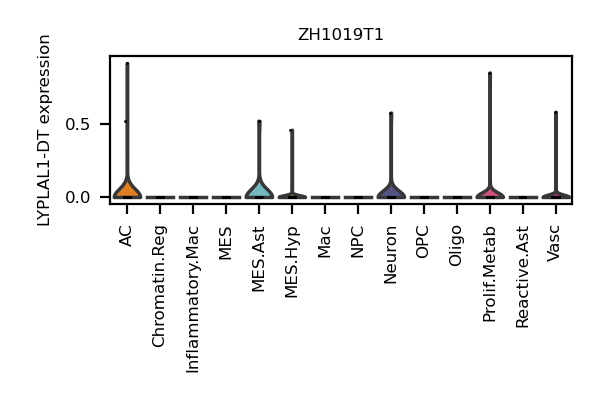 ZH1019T1
LYPLAL1-DT expression
0.5
0.0
AC
Chromatin.Reg
Inflammatory.Mac
MES
MES.Ast
MES.Hyp
Mac
NPC
Neuron
OPC
Oligo
Prolif.Metab
Reactive.Ast
Vasc